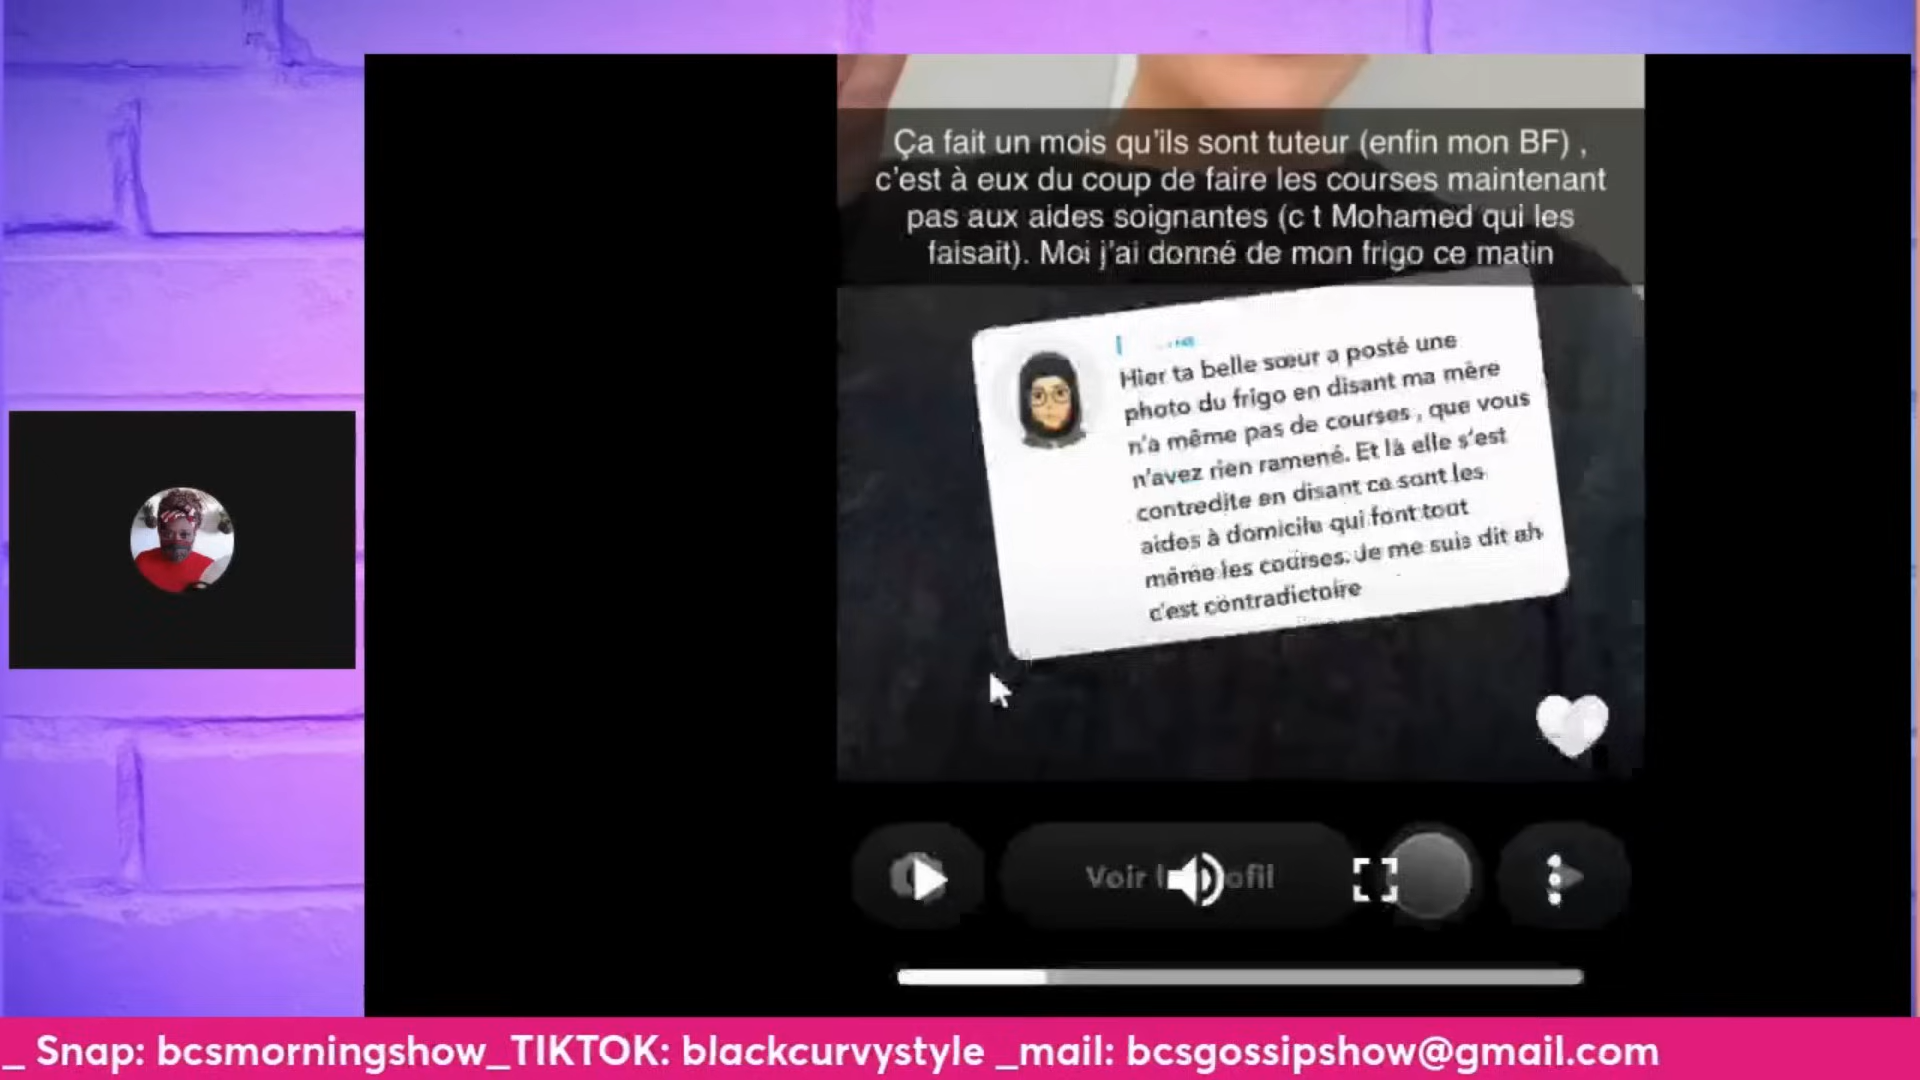 Ça fait un mois qu'ils sont tuteur (enfin mon BF) ,
c'est à eux du coup de faire les courses maintenant
pas aux aides soignantes (c t Mohamed qui les
faisait). Moi j'ai donné de mon frigo ce matin
Hier ta belle sœur a posté une
photo du frigo en disant ma mère
n'a même pas de courses , que vous
n'avez rien ramené. Et là elle s'est
contredite en disant ce sont les
aides à domicile qui font tout
même les courses. Je me suis dit ah
c'est contradictoire
Voir l ofil
_ Snap: bcsmorningshow_TIKTOK: blackcurvystyle _mail: bcsgossipshow@gmail.com